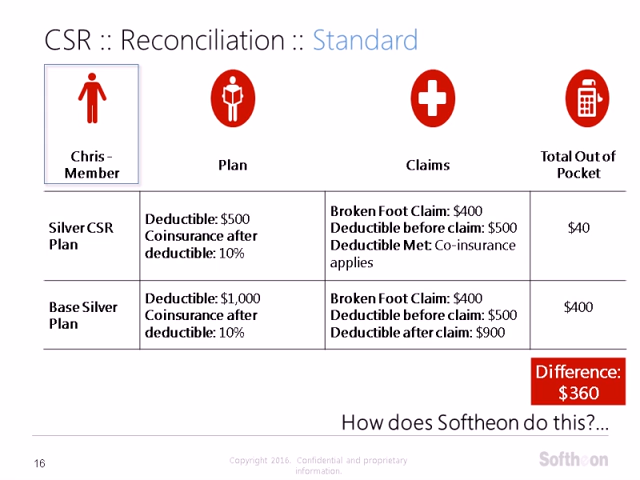 CSR :: Reconciliation :: Standard
Chris -
Member
Plan
Claims
Total Out of
Pocket
Silver CSR
Plan
Deductible: $500
Coinsurance after
deductible: 10%
Broken Foot Claim: $400
Deductible before claim: $500
Deductible Met: Co-insurance
applies
$40
Base Silver
Plan
Deductible: $1,000
Coinsurance after
deductible: 10%
Broken Foot Claim: $400
Deductible before claim: $500
Deductible after claim: $900
$400
Difference:
$360
How does Softheon do this?...
16
Copyright 2016. Confidential and proprietary
information.
Softheon